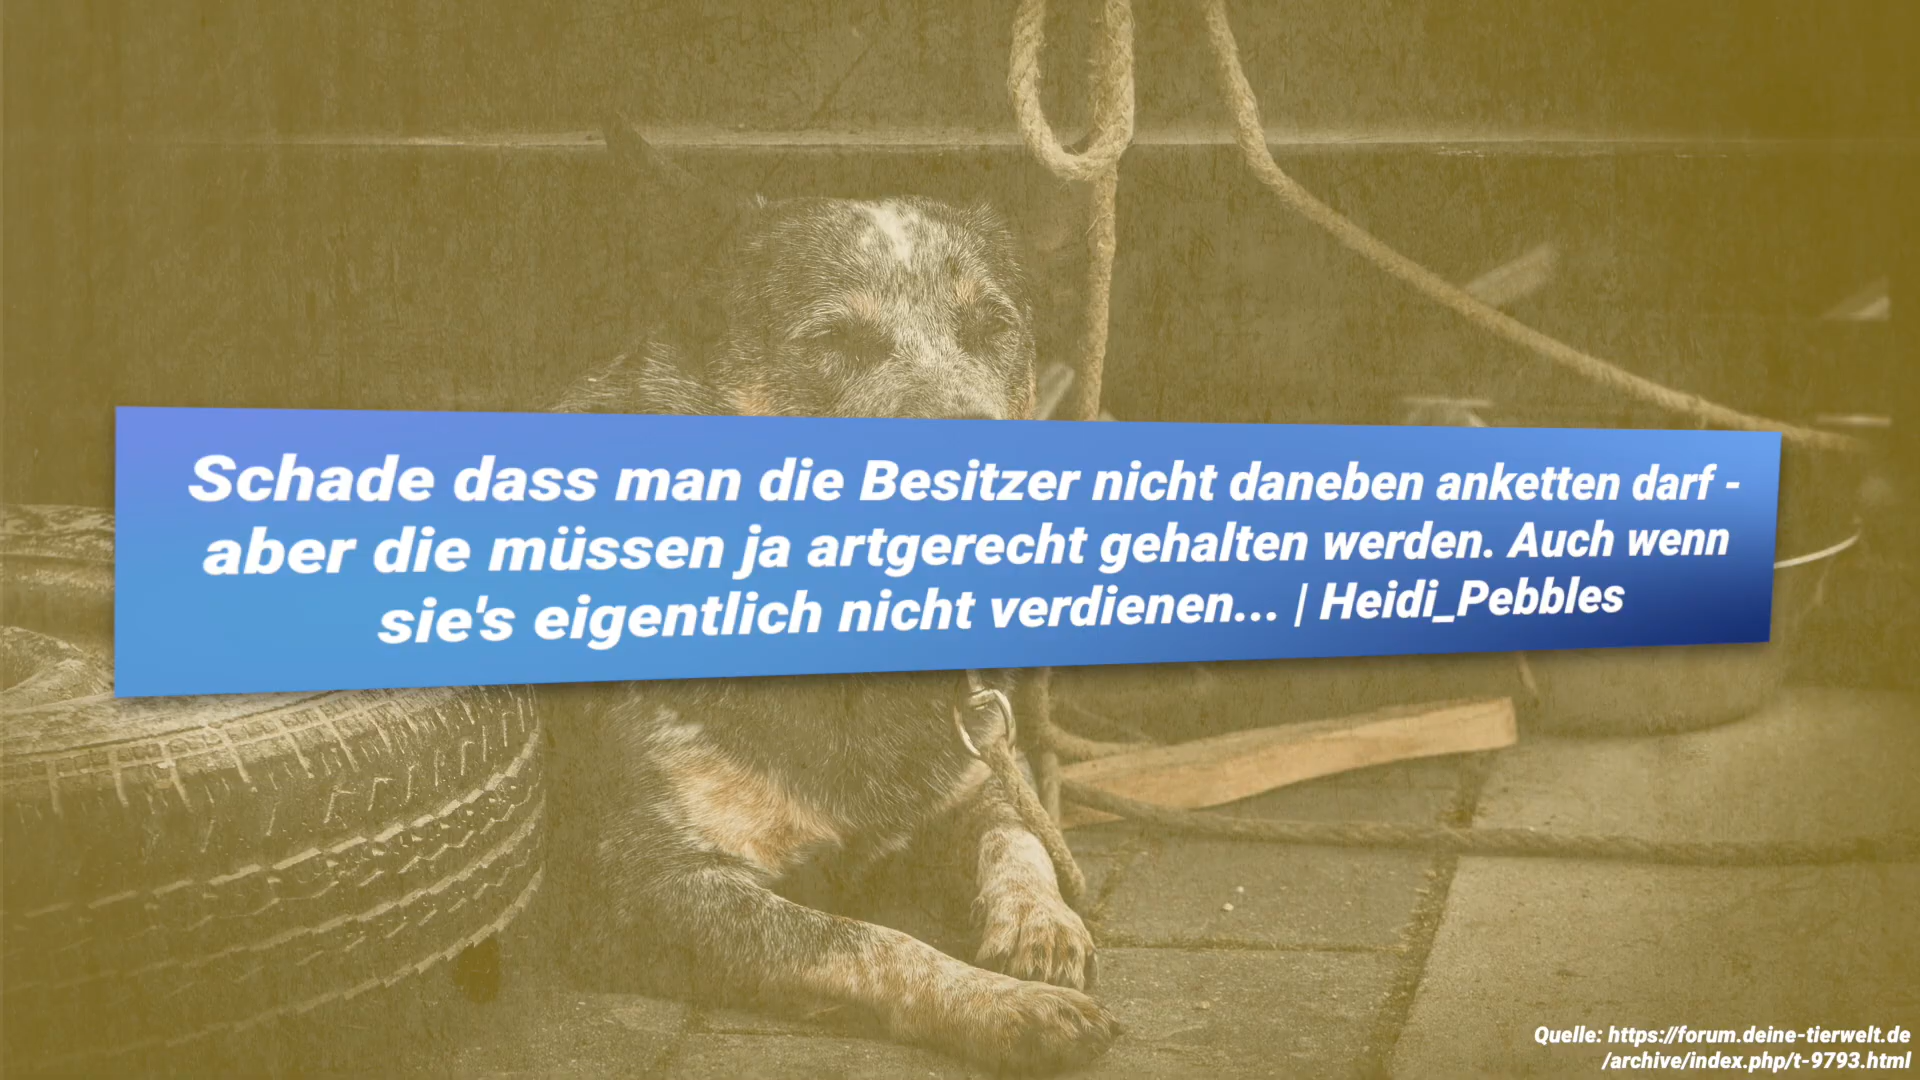 Schade dass man die Besitzer nicht daneben anketten darf -
aber die müssen ja artgerecht gehalten werden. Auch wenn
sie's eigentlich nicht verdienen... | Heidi_Pebbles
Quelle: https://forum.deine-tierwelt.de
/archive/index.php/t-9793.html